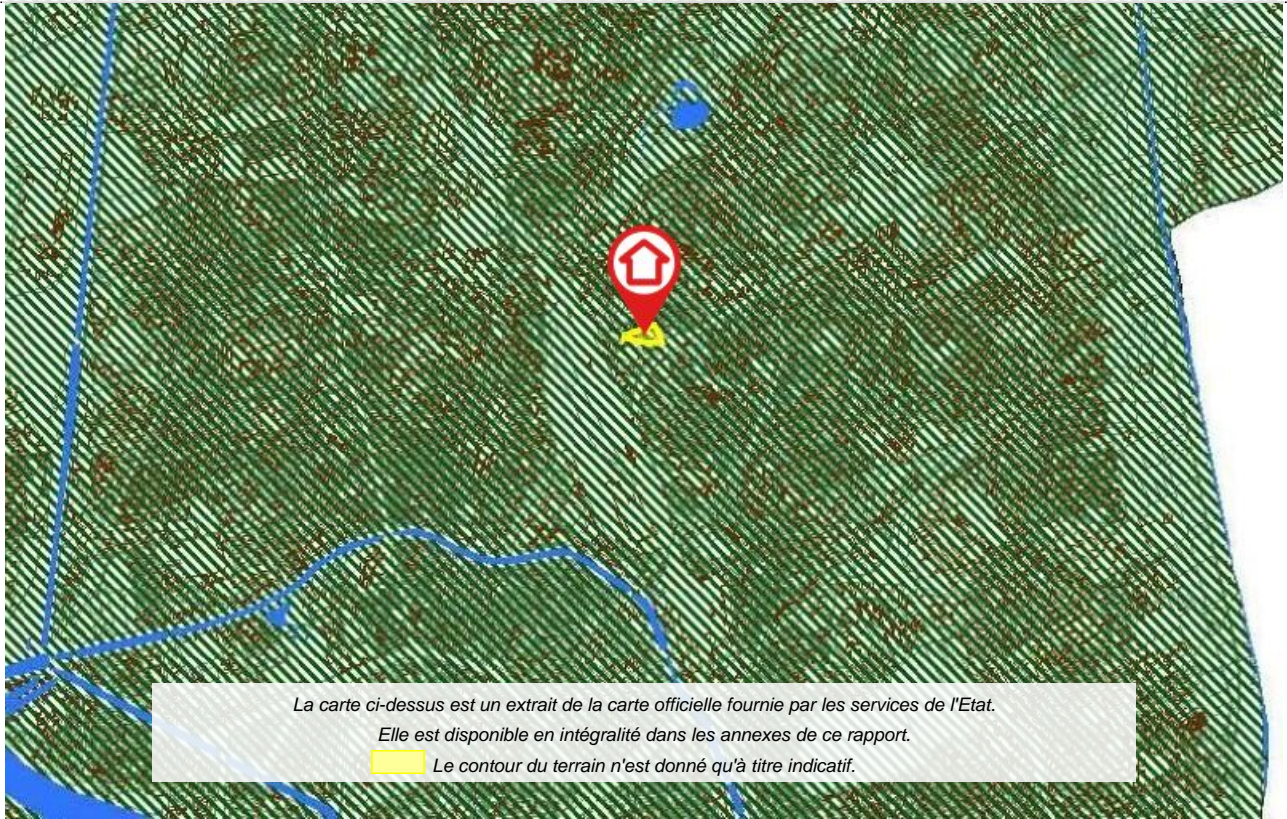 La carte ci-dessus est un extrait de la carte officielle fournie par les services de l'Etat.
Elle est disponible en intégralité dans les annexes de ce rapport.
Le contour du terrain n'est donné qu'à titre indicatif.